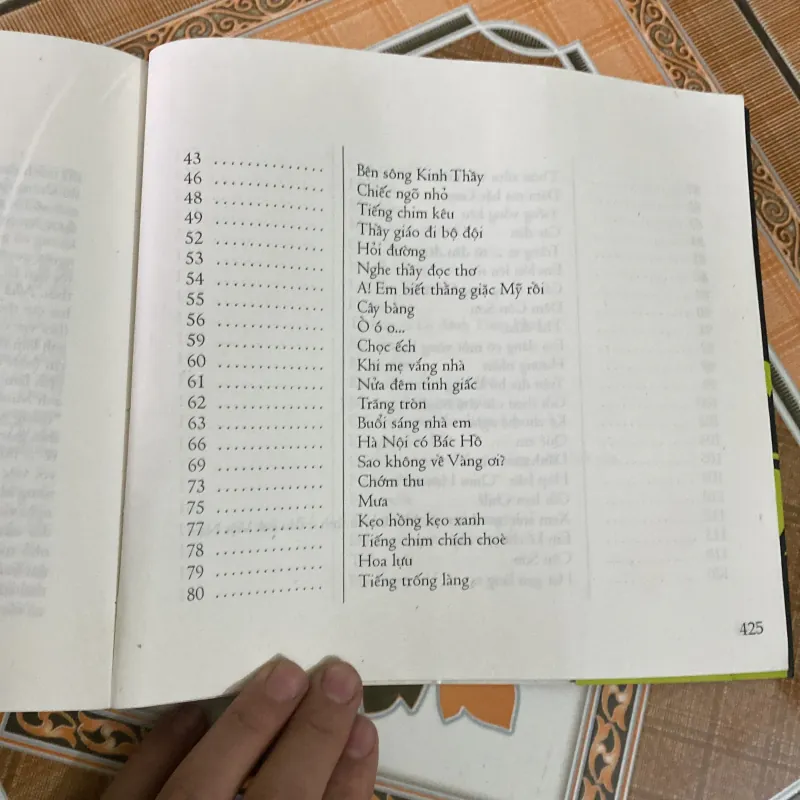 43 .............. Bên sông Kinh Thầy
46 .............. Chiếc ngõ nhỏ
48 .............. Tiếng chim kêu
49 .............. Thầy giáo đi bộ đội
52 .............. Hỏi đường
53 .............. Nghe thầy đọc thơ
54 .............. A! Em biết thằng giặc Mỹ rồi
55 .............. Cây bàng
56 .............. Ò ó o...
59 .............. Chọc ếch
60 .............. Khi mẹ vắng nhà
61 .............. Nửa đêm tỉnh giấc
62 .............. Trăng tròn
63 .............. Buổi sáng nhà em
66 .............. Hà Nội có Bác Hồ
69 .............. Sao không về Vàng ơi?
73 .............. Chớm thu
75 .............. Mưa
77 .............. Kẹo hồng kẹo xanh
78 .............. Tiếng chim chích choè
79 .............. Hoa lựu
80 .............. Tiếng trống làng
425